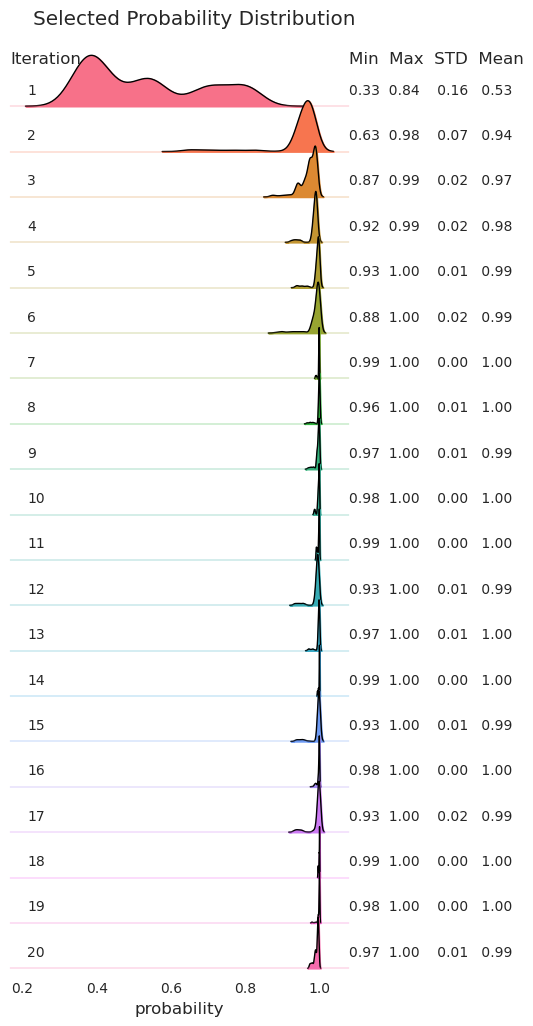 Selected Probability Distribution
Iteration Min Max STD Mean
1 0.33 0.84 0.16 0.53
2 0.63 0.98 0.07 0.94
3 0.87 0.99 0.02 0.97
4 0.92 0.99 0.02 0.98
5 0.93 1.00 0.01 0.99
6 0.88 1.00 0.02 0.99
7 0.99 1.00 0.00 1.00
8 0.96 1.00 0.01 1.00
9 0.97 1.00 0.01 0.99
10 0.98 1.00 0.00 1.00
11 0.99 1.00 0.00 1.00
12 0.93 1.00 0.01 0.99
13 0.97 1.00 0.01 1.00
14 0.99 1.00 0.00 1.00
15 0.93 1.00 0.01 0.99
16 0.98 1.00 0.00 1.00
17 0.93 1.00 0.02 0.99
18 0.99 1.00 0.00 1.00
19 0.98 1.00 0.00 1.00
20 0.97 1.00 0.01 0.99
0.2 0.4 0.6 0.8 1.0
probability